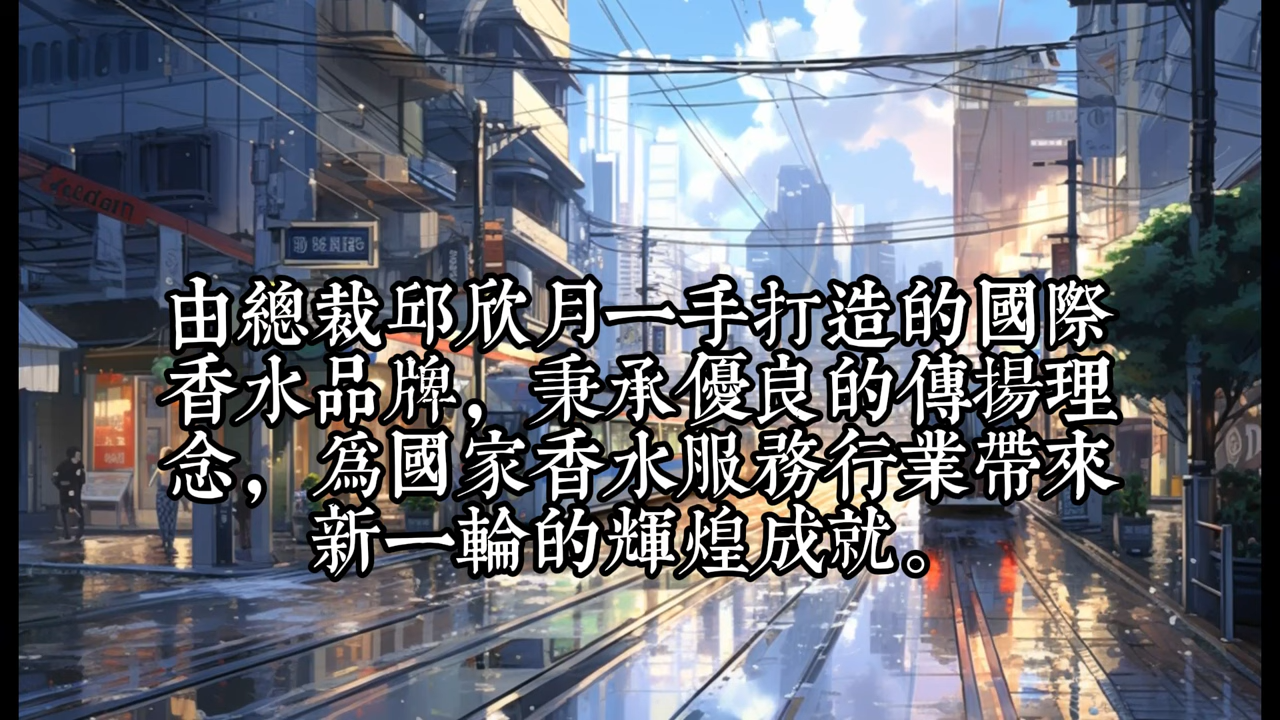 freedom
由總裁邱欣月一手打造的國際
香水品牌，秉承優良的傳揚理
念，爲國家香水服務行業帶來
新一輪的輝煌成就。